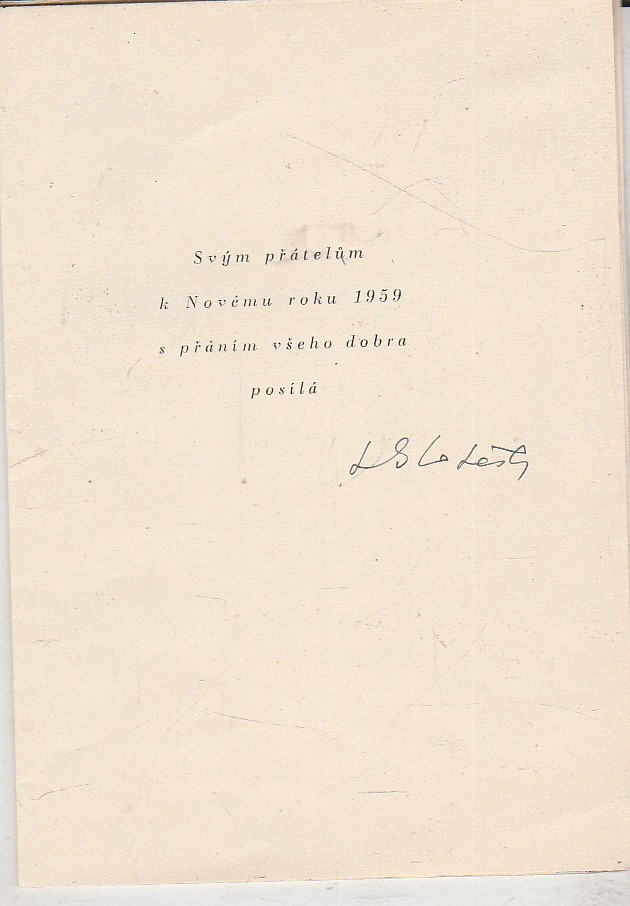 Svým přátelům
k Novému roku 1959
s přáním všeho dobra
posílá